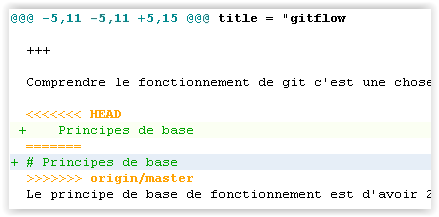 @@@ -5,11 -5,11 +5,15 @@@ title = "gitflow
+++
Comprendre le fonctionnement de git c'est une chose
<<<<<<< HEAD
+    Principes de base
=======
+ # Principes de base
>>>>>>> origin/master
Le principe de base de fonctionnement est d'avoir 2